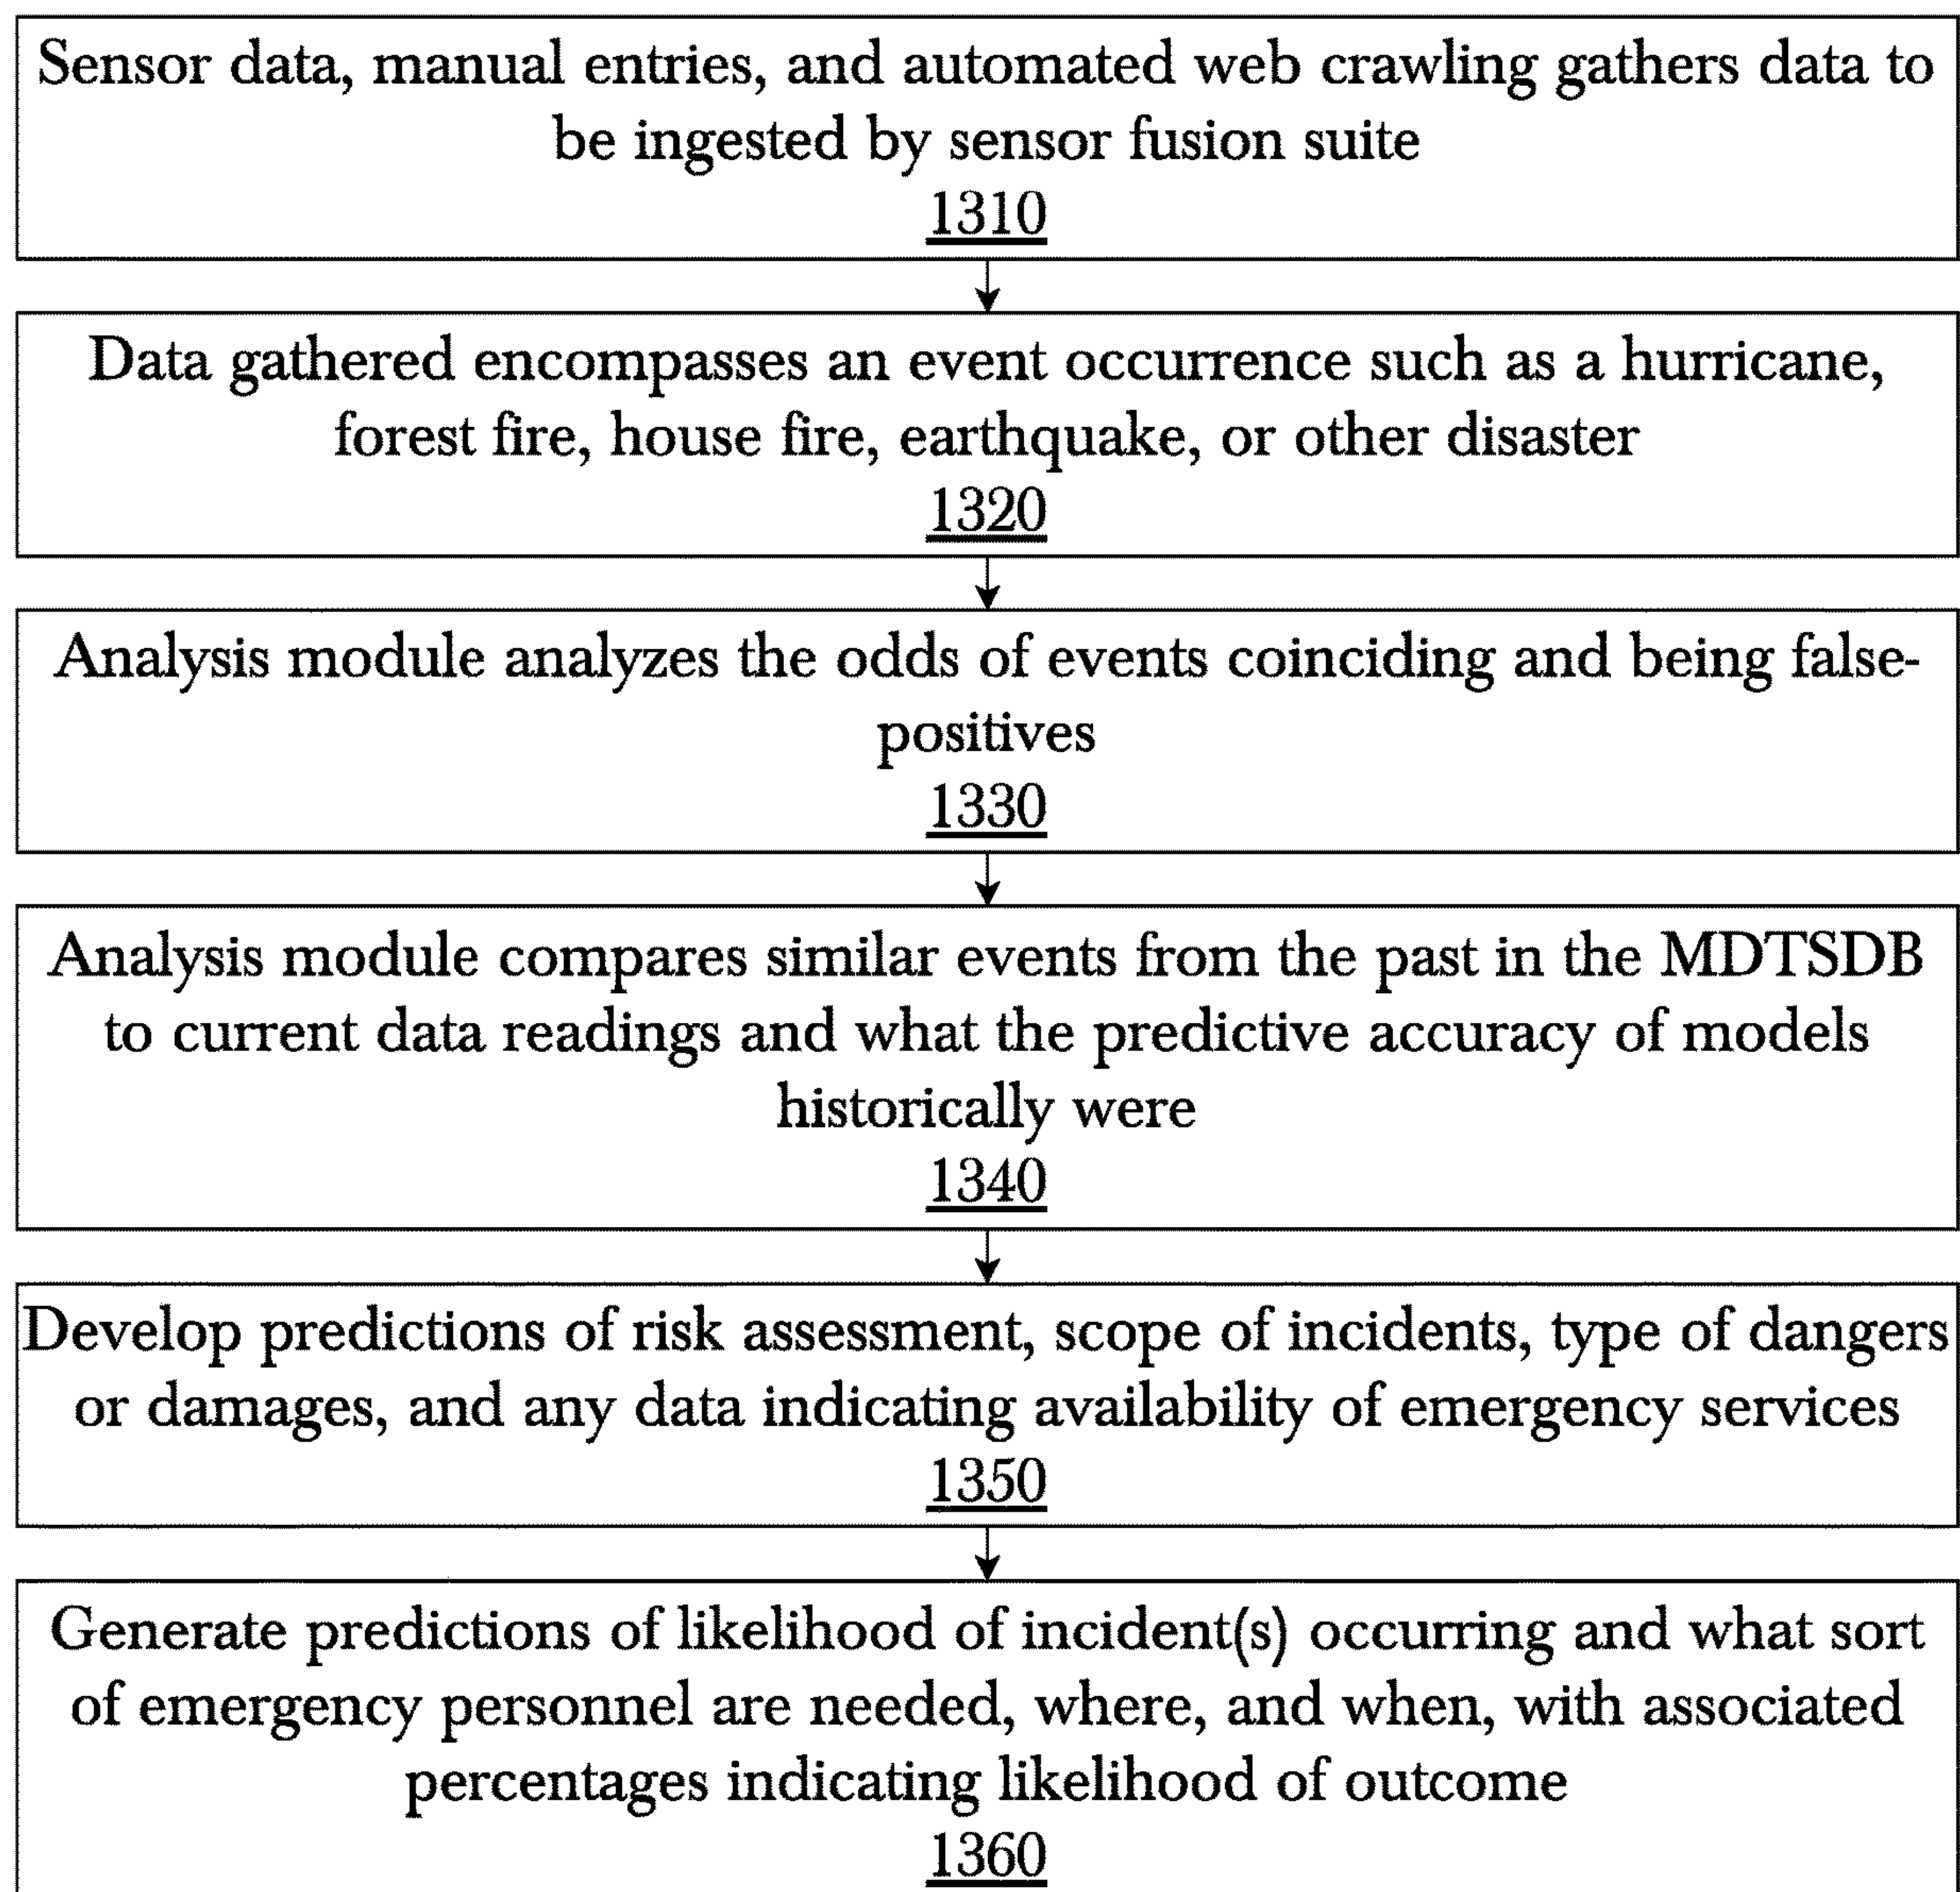 Sensor data, manual entries, and automated web crawling gathers data to
be ingested by sensor fusion suite
1310
Data gathered encompasses an event occurrence such as a hurricane,
forest fire, house fire, earthquake, or other disaster
1320
Analysis module analyzes the odds of events coinciding and being false-
positives
1330
Analysis module compares similar events from the past in the MDTSDB
to current data readings and what the predictive accuracy of models
historically were
1340
Develop predictions of risk assessment, scope of incidents, type of dangers
or damages, and any data indicating availability of emergency services
1350
Generate predictions of likelihood of incident(s) occurring and what sort
of emergency personnel are needed, where, and when, with associated
percentages indicating likelihood of outcome
1360